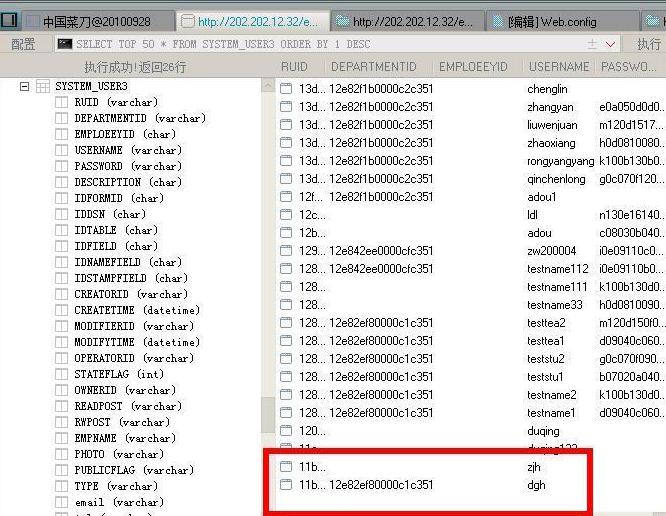 中国菜刀@20100928 http://202.202.12.32/e... http://202.202.12.32/e... [编辑] Web.config
配置 SELECT TOP 50 * FROM SYSTEM_USER3 ORDER BY 1 DESC 执行
执行成功!返回26行
SYSTEM_USER3
RUID (varchar)
DEPARTMENTID (varchar)
EMPLOEEYID (char)
USERNAME (varchar)
PASSWORD (varchar)
DESCRIPTION (char)
IDFORMID (char)
IDDSN (char)
IDTABLE (char)
IDFIELD (char)
IDNAMEFIELD (char)
IDSTAMPFIELD (char)
CREATORID (varchar)
CREATETIME (datetime)
MODIFIERID (varchar)
MODIFYTIME (datetime)
OPERATORID (varchar)
STATEFLAG (int)
OWNERID (varchar)
READPOST (varchar)
RWPOST (varchar)
EMPNAME (varchar)
PHOTO (varchar)
PUBLICFLAG (varchar)
TYPE (varchar)
email (varchar)
RUID DEPARTMENTID EMPLOEEYID USERNAME PASSWO...
13d... 12e82f1b0000c2c351 chenglin
13d... 12e82f1b0000c2c351 zhangyan e0a050d0d0...
13d... 12e82f1b0000c2c351 liuwenjuan m120d1517...
13d... 12e82f1b0000c2c351 zhaoxiang h0d0810080...
13d... 12e82f1b0000c2c351 rongyangyang k100b130b0...
13d... 12e82f1b0000c2c351 qinchenlong g0c070f120...
12f... 12e82f1b0000c2c351 adou1
12c... ldl n130e16140...
12b... adou c08030b040...
129... 12e842ee0000cfc351 zw200004 i0e09110c0...
128... 12e842ee0000cfc351 testname112 i0e09110b0...
128... testname111 k100b130d0...
128... testname33 h0d0810090...
128... 12e82ef80000c1c351 testtea2 m120d150f0...
128... 12e82ef80000c1c351 testtea1 d09040c060...
128... 12e82ef80000c1c351 teststu2 g0c070f090...
128... 12e82ef80000c1c351 teststu1 b07020a040...
128... 12e82ef80000c1c351 testname2 k100b130d0...
128... 12e82ef80000c1c351 testname1 d09040c060...
120... duqing
11b... zjh
11b... 12e82ef80000c1c351 dgh